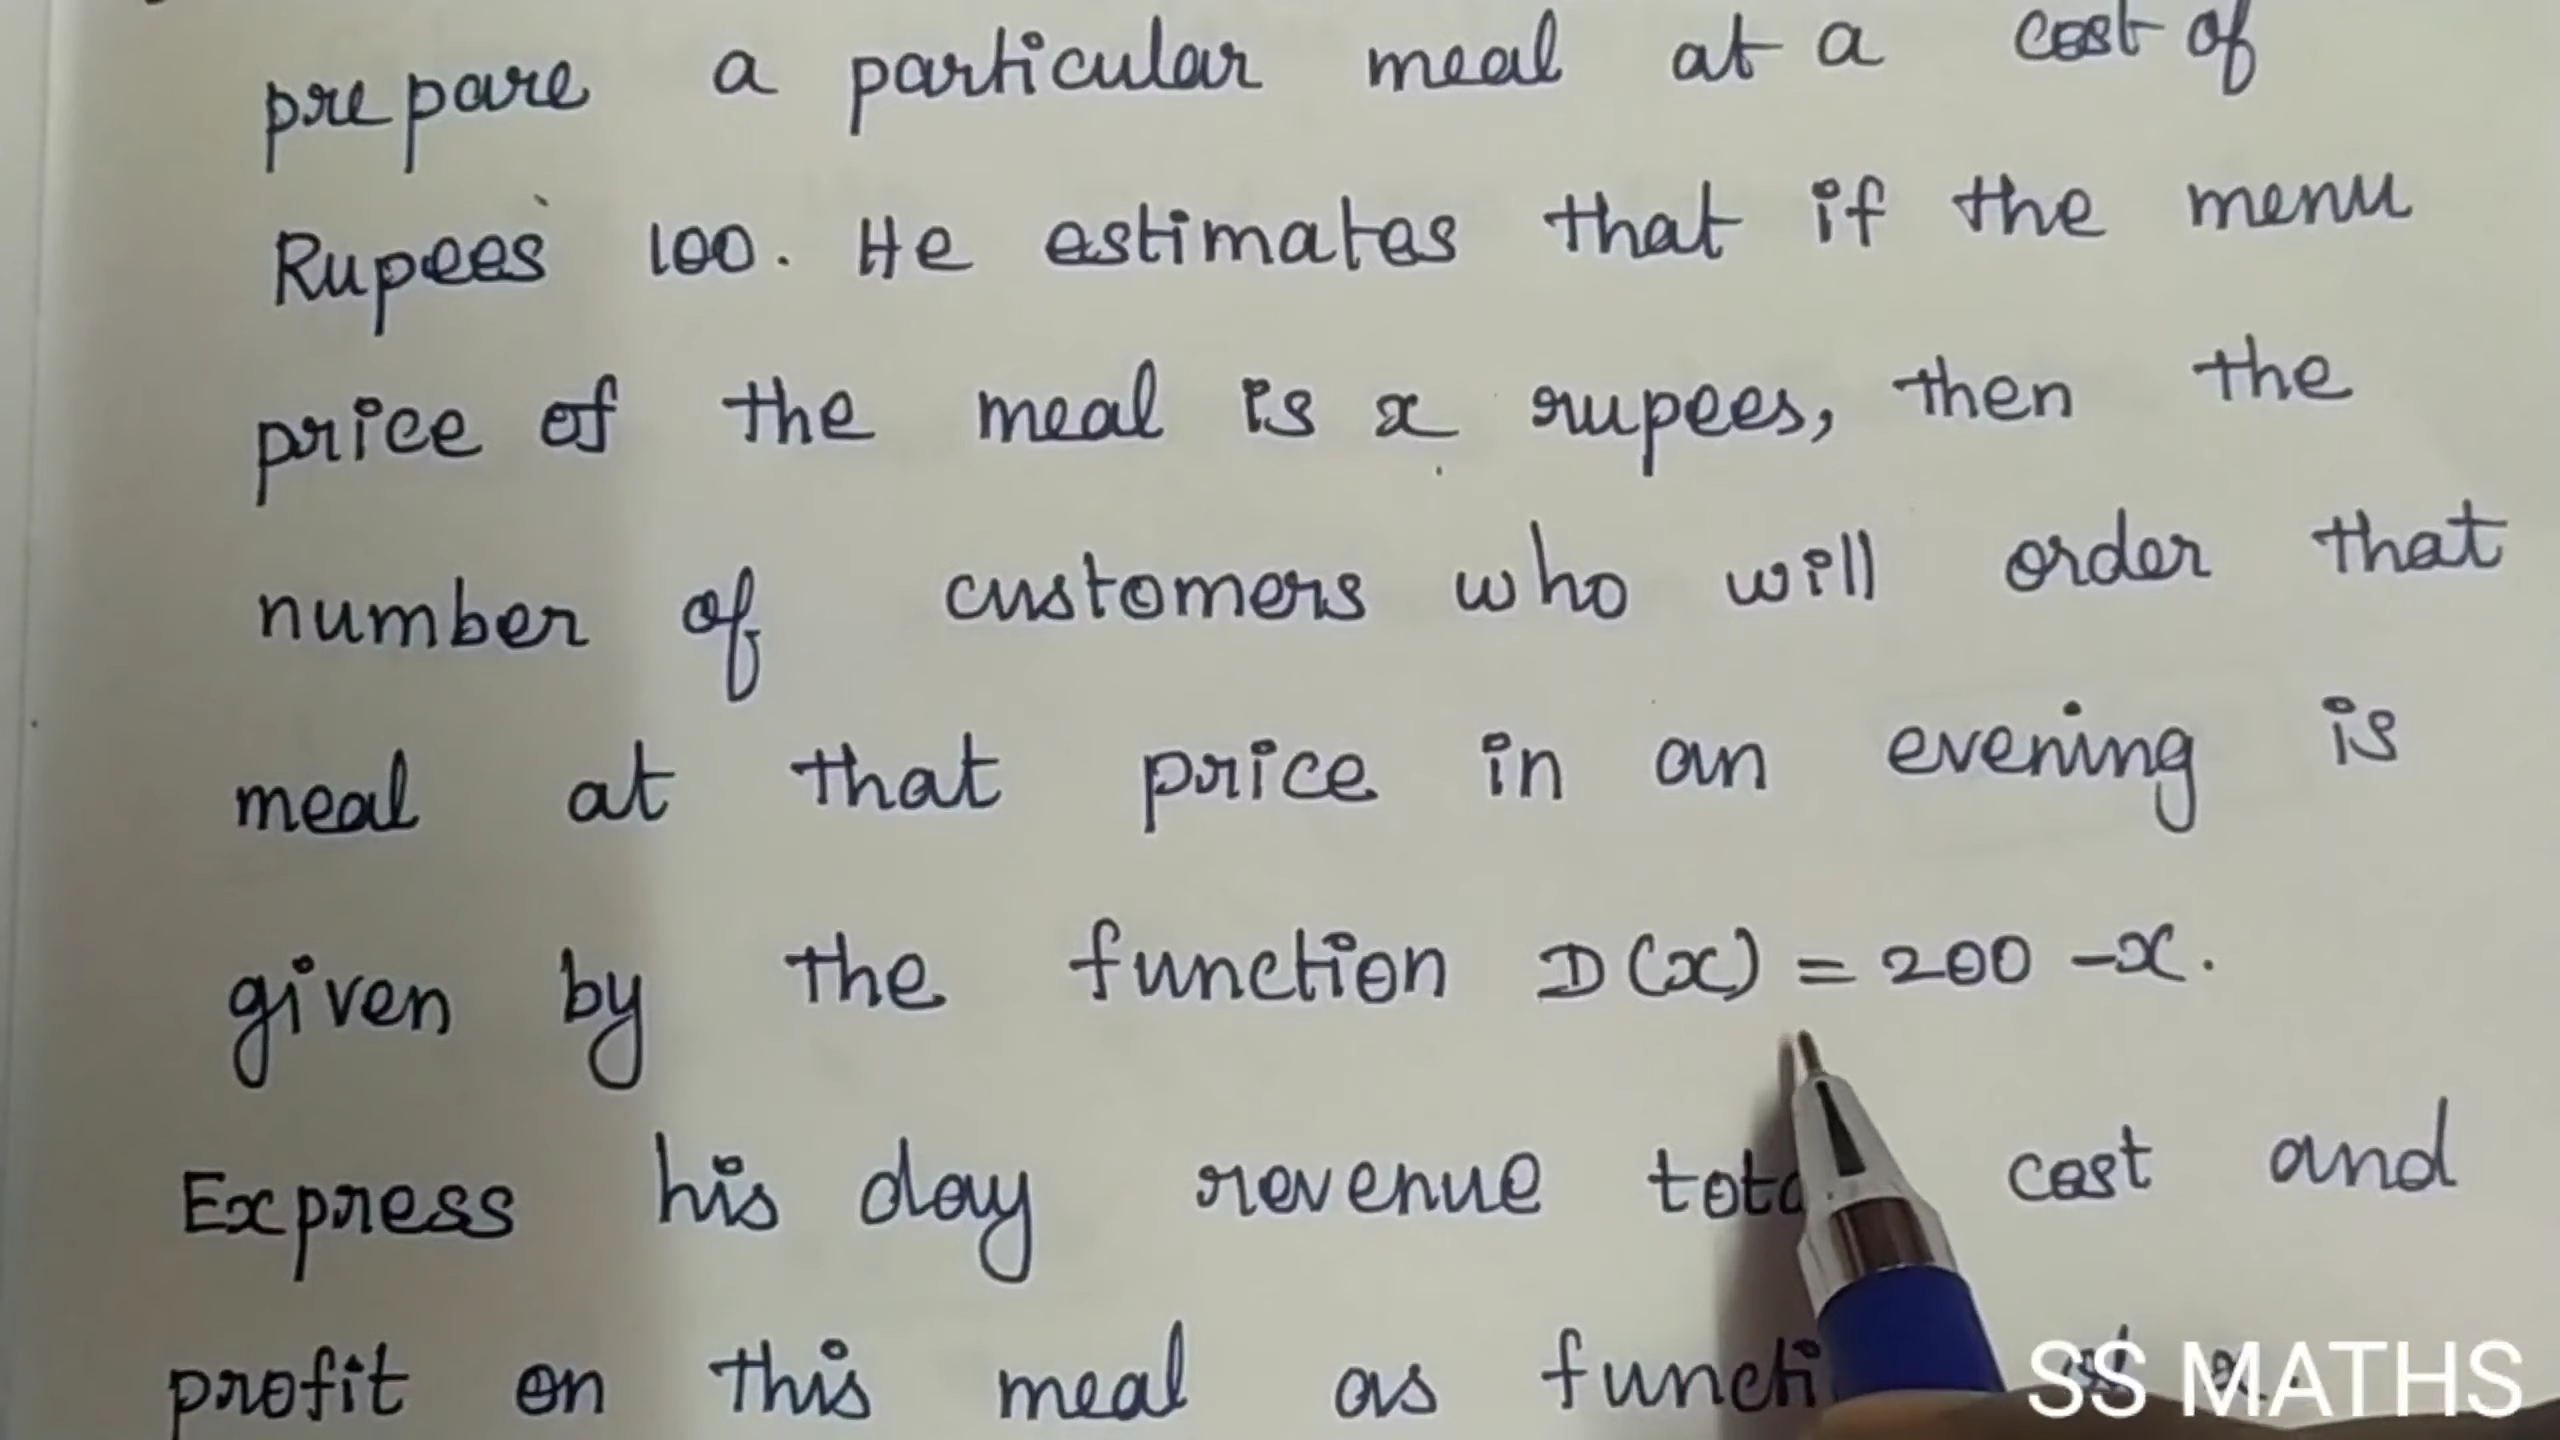 prepare a particular meal at a cost of
Rupees 100. He estimates that if the menu
price of the meal is x rupees, then the
number of customers who will order that
meal at that price in an evening is
given by the function D(x) = 200 - x.
Express his day revenue tota cost and
profit on this meal as functi
SS MATHS